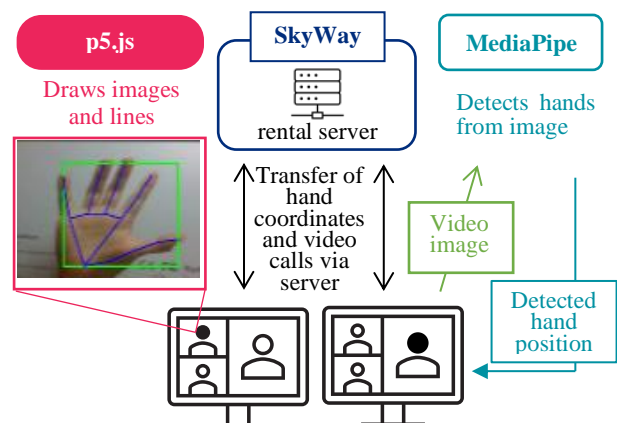 p5.js
Draws images
and lines
SkyWay
rental server
MediaPipe
Detects hands
from image
Transfer of
hand
coordinates
and video
calls via
server
Video
image
Detected
hand
position